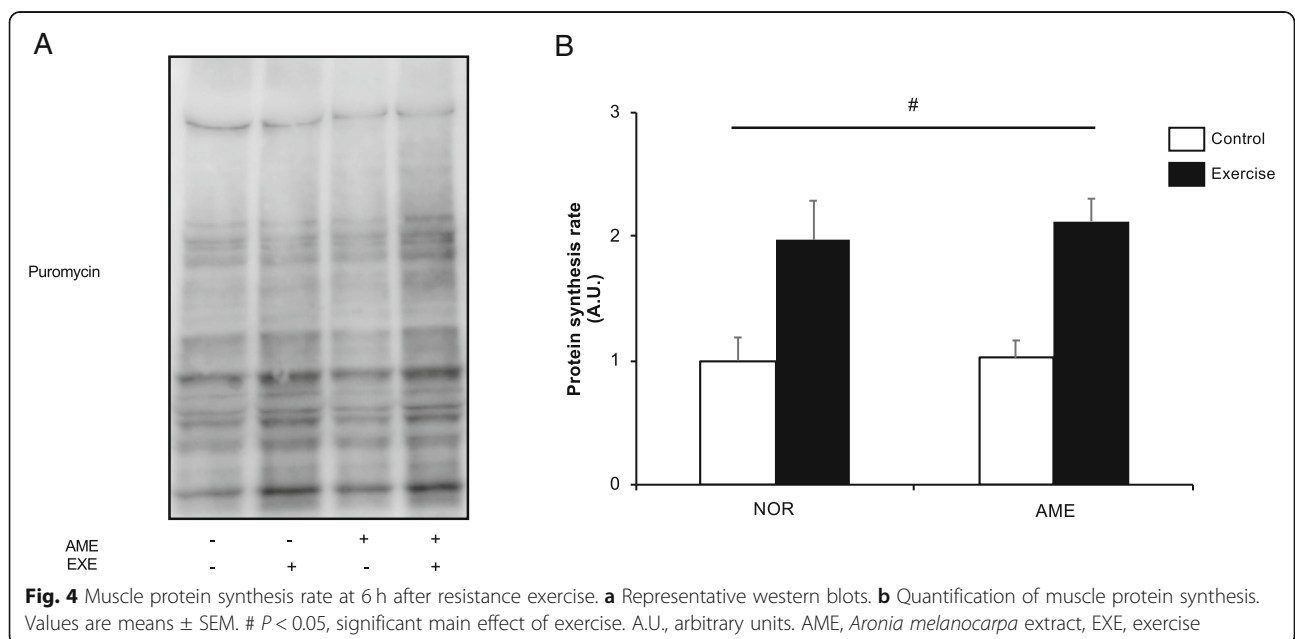 A
Puromycin
AME - - + +
EXE - + - +
B
#
3
2
1
0
Protein synthesis rate
(A.U.)
NOR
AME
Control
Exercise
Fig. 4 Muscle protein synthesis rate at 6 h after resistance exercise. a Representative western blots. b Quantification of muscle protein synthesis.
Values are means ± SEM. # P < 0.05, significant main effect of exercise. A.U., arbitrary units. AME, Aronia melanocarpa extract, EXE, exercise